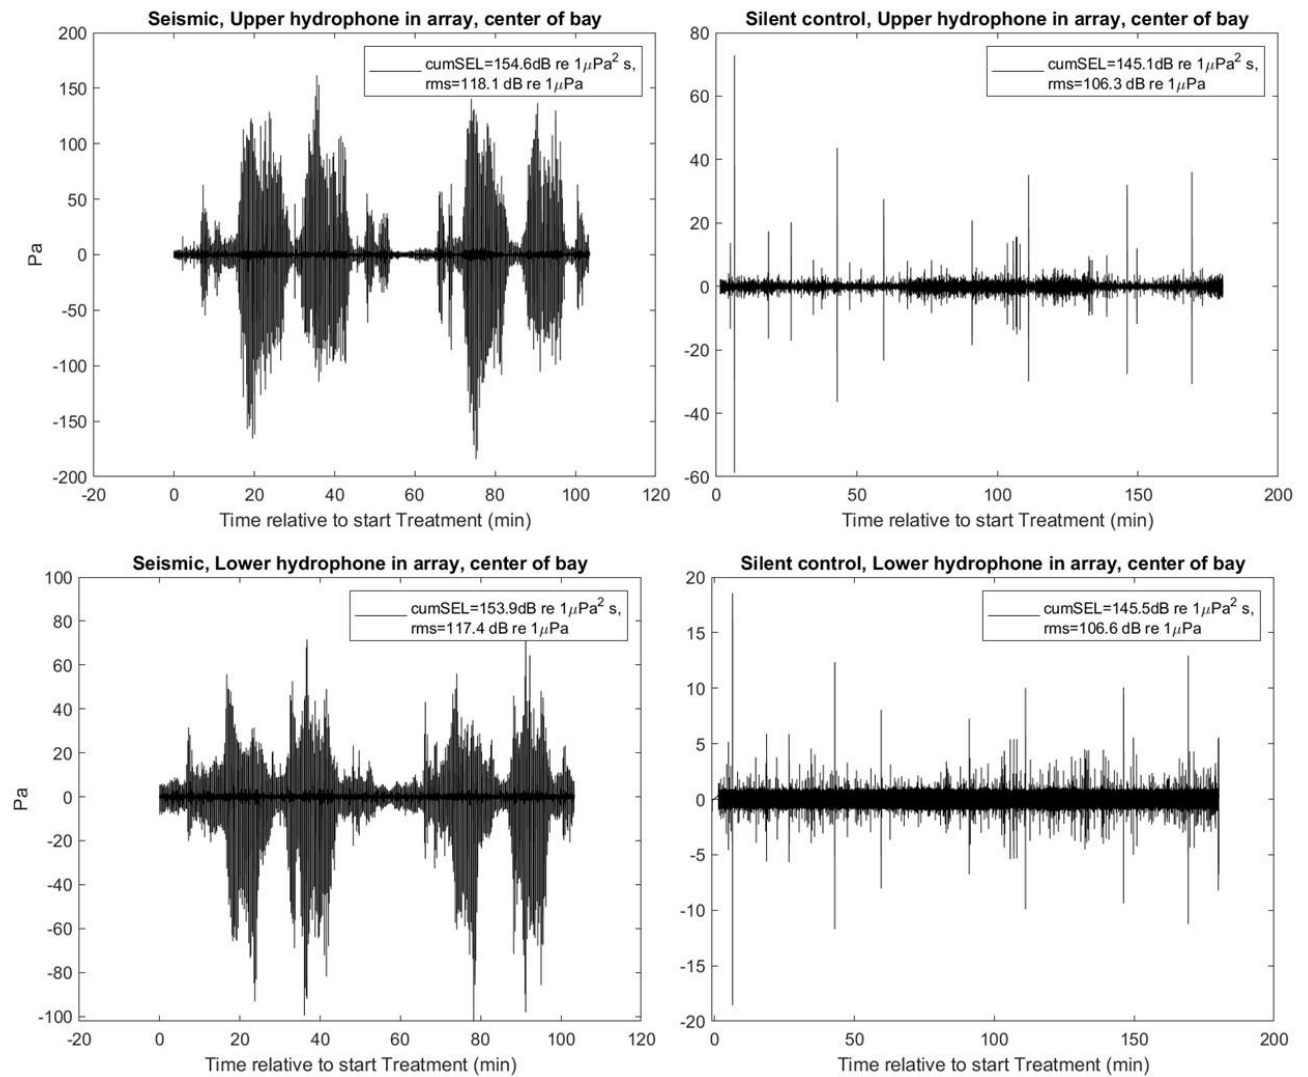 Seismic, Upper hydrophone in array, center of bay
200
150
100
50
0
-50
-100
-150
-200
Pa
cumSEL=154.6dB re 1μPa² s,
rms=118.1 dB re 1μPa
-20 0 20 40 60 80 100 120
Time relative to start Treatment (min)
Silent control, Upper hydrophone in array, center of bay
80
60
40
20
0
-20
-40
-60
cumSEL=145.1dB re 1μPa² s,
rms=106.3 dB re 1μPa
0 50 100 150 200
Time relative to start Treatment (min)
Seismic, Lower hydrophone in array, center of bay
100
80
60
40
20
0
-20
-40
-60
-80
-100
Pa
cumSEL=153.9dB re 1μPa² s,
rms=117.4 dB re 1μPa
-20 0 20 40 60 80 100 120
Time relative to start Treatment (min)
Silent control, Lower hydrophone in array, center of bay
20
15
10
5
0
-5
-10
-15
-20
cumSEL=145.5dB re 1μPa² s,
rms=106.6 dB re 1μPa
0 50 100 150 200
Time relative to start Treatment (min)